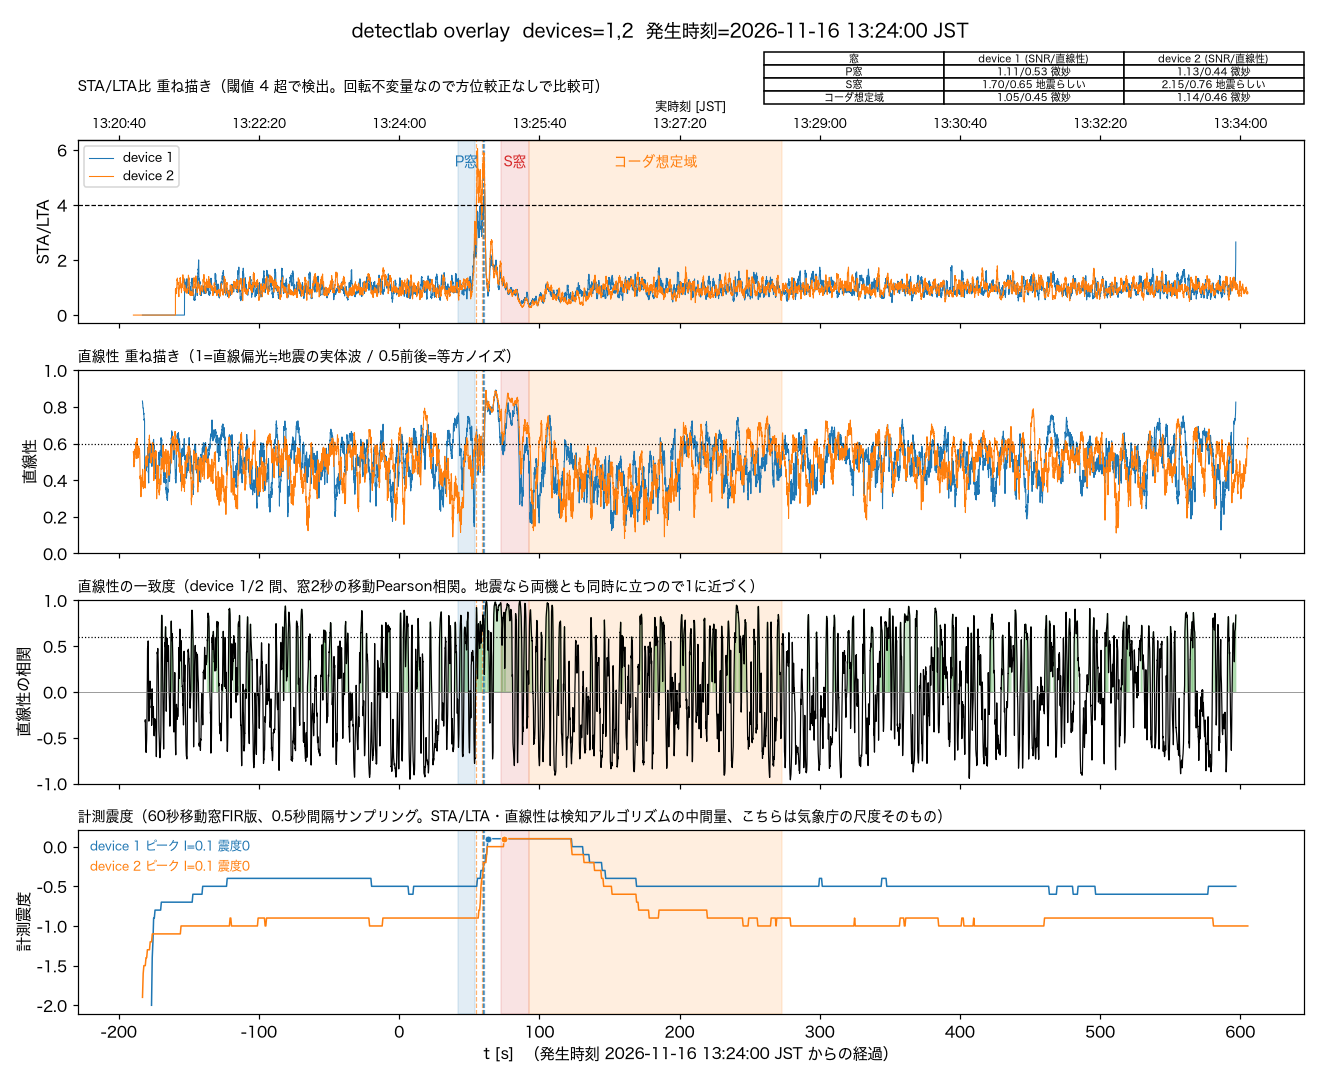 detectlab overlay  devices=1,2  発生時刻=2026-11-16 13:24:00 JST
窓 device 1 (SNR/直線性) device 2 (SNR/直線性)
P窓 1.11/0.53 微妙 1.13/0.44 微妙
S窓 1.70/0.65 地震らしい 2.15/0.76 地震らしい
コーダ想定域 1.05/0.45 微妙 1.14/0.46 微妙
STA/LTA比 重ね描き（閾値 4 超で検出。回転不変量なので方位較正なしで比較可）
実時刻 [JST]
13:20:40 13:22:20 13:24:00 13:25:40 13:27:20 13:29:00 13:30:40 13:32:20 13:34:00
device 1
device 2
P窓 S窓 コーダ想定域
STA/LTA
6
4
2
0
直線性 重ね描き（1=直線偏光≒地震の実体波 / 0.5前後=等方ノイズ）
直線性
1.0
0.8
0.6
0.4
0.2
0.0
直線性の一致度（device 1/2 間、窓2秒の移動Pearson相関。地震なら両機とも同時に立つので1に近づく）
直線性の相関
1.0
0.5
0.0
-0.5
-1.0
計測震度（60秒移動窓FIR版、0.5秒間隔サンプリング。STA/LTA・直線性は検知アルゴリズムの中間量、こちらは気象庁の尺度そのもの）
device 1 ピーク I=0.1 震度0
device 2 ピーク I=0.1 震度0
計測震度
0.0
-0.5
-1.0
-1.5
-2.0
-200 -100 0 100 200 300 400 500 600
t [s]  （発生時刻 2026-11-16 13:24:00 JST からの経過）